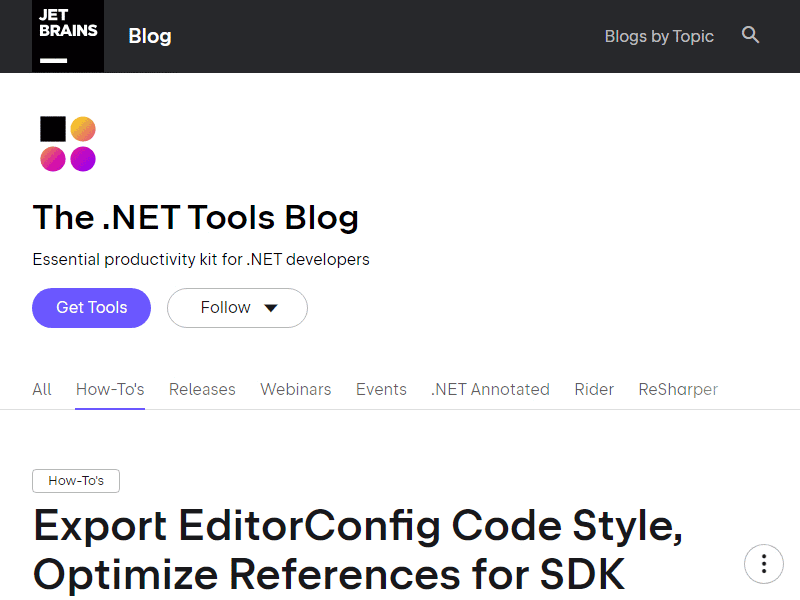 JET
BRAINS
Blog
Blogs by Topic
The .NET Tools Blog
Essential productivity kit for .NET developers
Get Tools
Follow
All
How-To's
Releases
Webinars
Events
.NET Annotated
Rider
ReSharper
How-To's
Export EditorConfig Code Style,
Optimize References for SDK